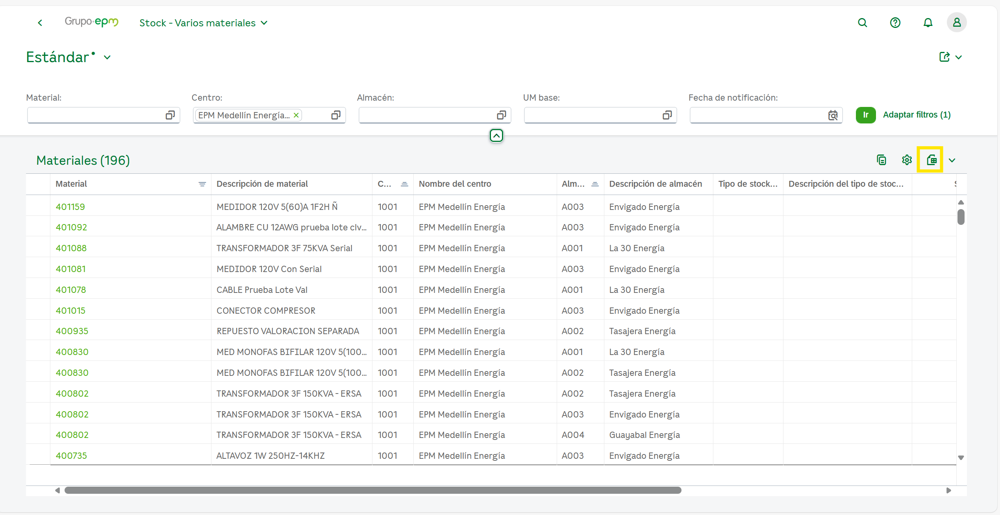 Grupo·epm Stock - Varios materiales
Estándar•
Material: Centro: Almacén: UM base: Fecha de notificación:
EPM Medellín Energía... Ir Adaptar filtros (1)
Materiales (196)
Material Descripción de material C... Nombre del centro Alm... Descripción de almacén Tipo de stock... Descripción del tipo de stoc...
401159 MEDIDOR 120V 5(60)A 1F2H Ñ 1001 EPM Medellín Energía A003 Envigado Energía
401092 ALAMBRE CU 12AWG prueba lote clv... 1001 EPM Medellín Energía A003 Envigado Energía
401088 TRANSFORMADOR 3F 75KVA Serial 1001 EPM Medellín Energía A001 La 30 Energía
401081 MEDIDOR 120V Con Serial 1001 EPM Medellín Energía A003 Envigado Energía
401078 CABLE Prueba Lote Val 1001 EPM Medellín Energía A001 La 30 Energía
401015 CONECTOR COMPRESOR 1001 EPM Medellín Energía A003 Envigado Energía
400935 REPUESTO VALORACION SEPARADA 1001 EPM Medellín Energía A002 Tasajera Energía
400830 MED MONOFAS BIFILAR 120V 5(100... 1001 EPM Medellín Energía A001 La 30 Energía
400830 MED MONOFAS BIFILAR 120V 5(100... 1001 EPM Medellín Energía A002 Tasajera Energía
400802 TRANSFORMADOR 3F 150KVA - ERSA 1001 EPM Medellín Energía A002 Tasajera Energía
400802 TRANSFORMADOR 3F 150KVA - ERSA 1001 EPM Medellín Energía A003 Envigado Energía
400802 TRANSFORMADOR 3F 150KVA - ERSA 1001 EPM Medellín Energía A004 Guayabal Energía
400735 ALTAVOZ 1W 250HZ-14KHZ 1001 EPM Medellín Energía A003 Envigado Energía